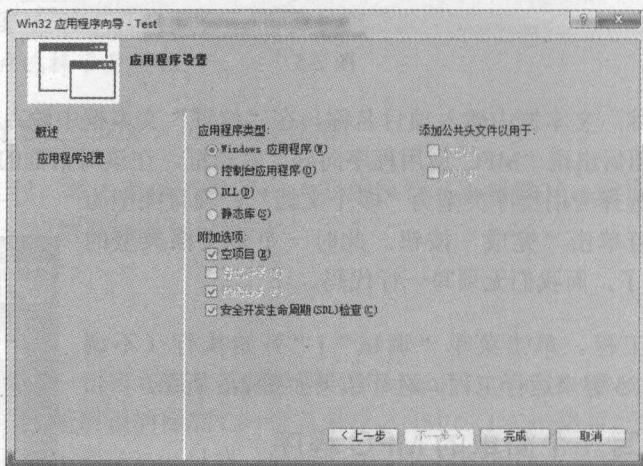 Win32 应用程序向导 - Test
应用程序设置
概述
应用程序设置
应用程序类型:
Windows 应用程序(W)
控制台应用程序(O)
DLL(D)
静态库(S)
附加选项:
空项目(E)
安全开发生命周期(SDL)检查(C)
添加公共头文件以用于:
< 上一步
下一步 >
完成
取消